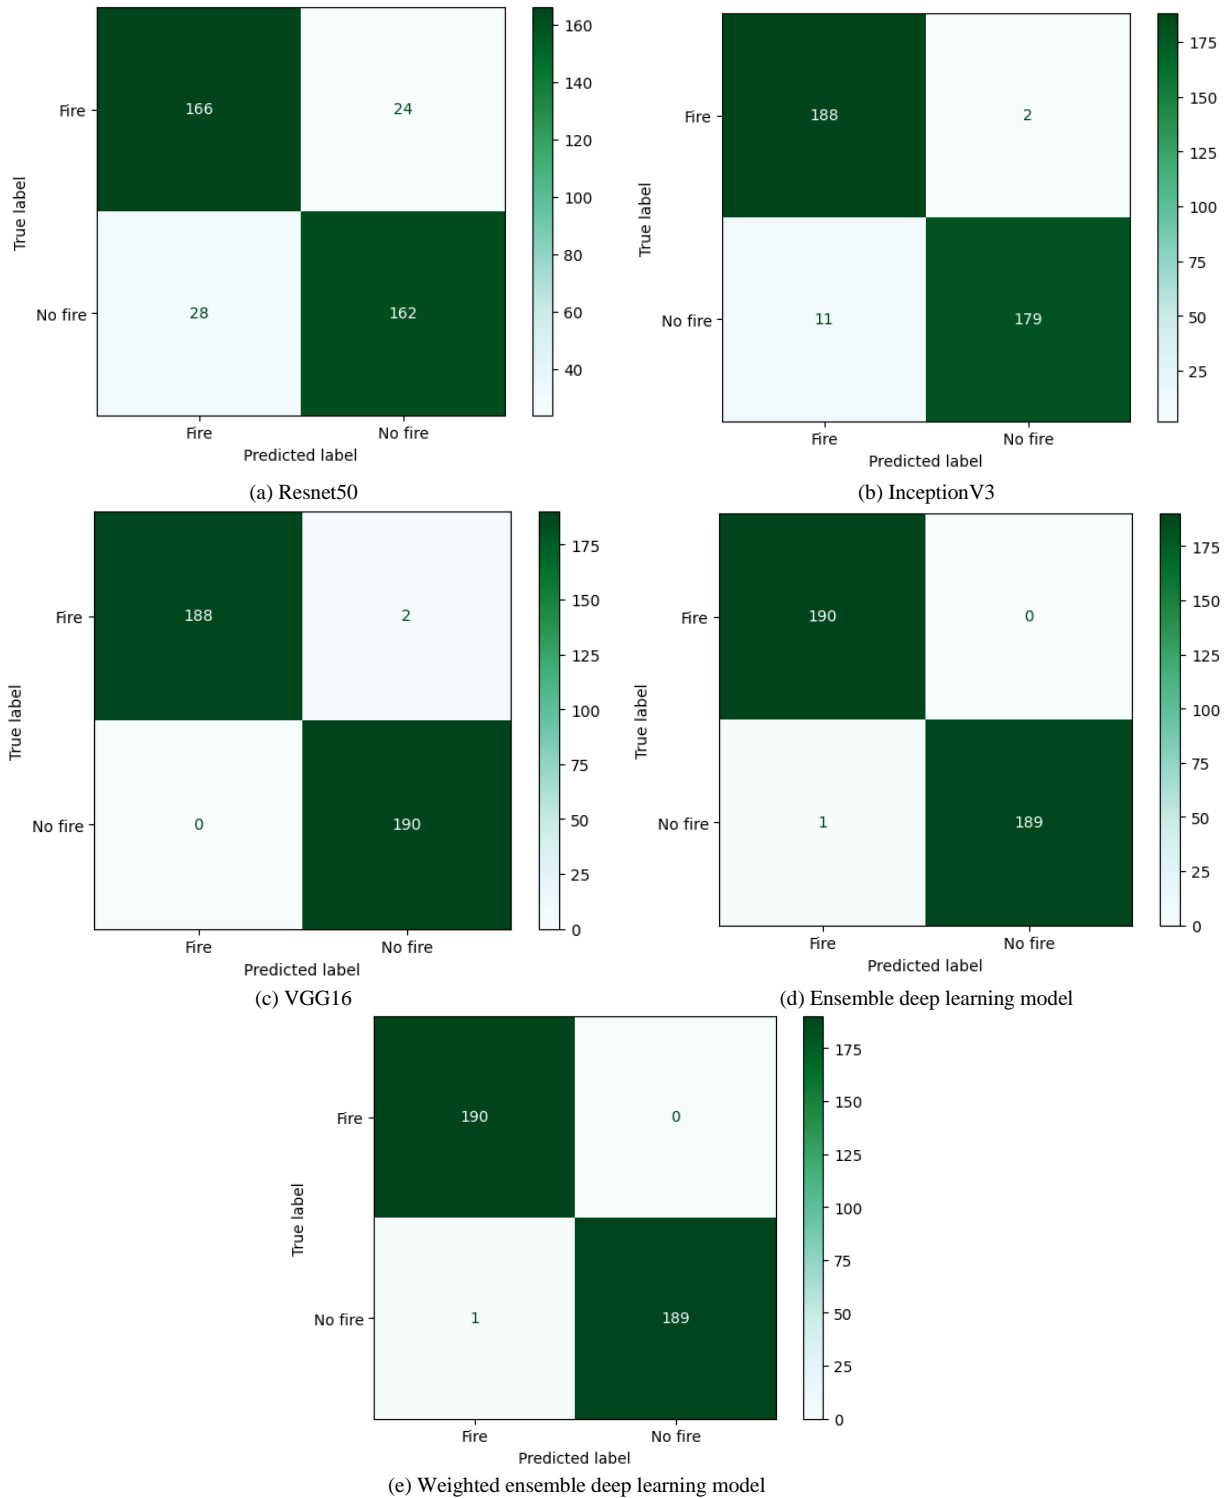 160
140
120
100
80
60
40
Fire
166
24
True label
No fire
28
162
Fire
No fire
Predicted label
(a) Resnet50
175
150
125
100
75
50
25
Fire
188
2
True label
No fire
11
179
Fire
No fire
Predicted label
(b) InceptionV3
175
150
125
100
75
50
25
0
Fire
188
2
True label
No fire
0
190
Fire
No fire
Predicted label
(c) VGG16
175
150
125
100
75
50
25
0
Fire
190
0
True label
No fire
1
189
Fire
No fire
Predicted label
(d) Ensemble deep learning model
175
150
125
100
75
50
25
0
Fire
190
0
True label
No fire
1
189
Fire
No fire
Predicted label
(e) Weighted ensemble deep learning model